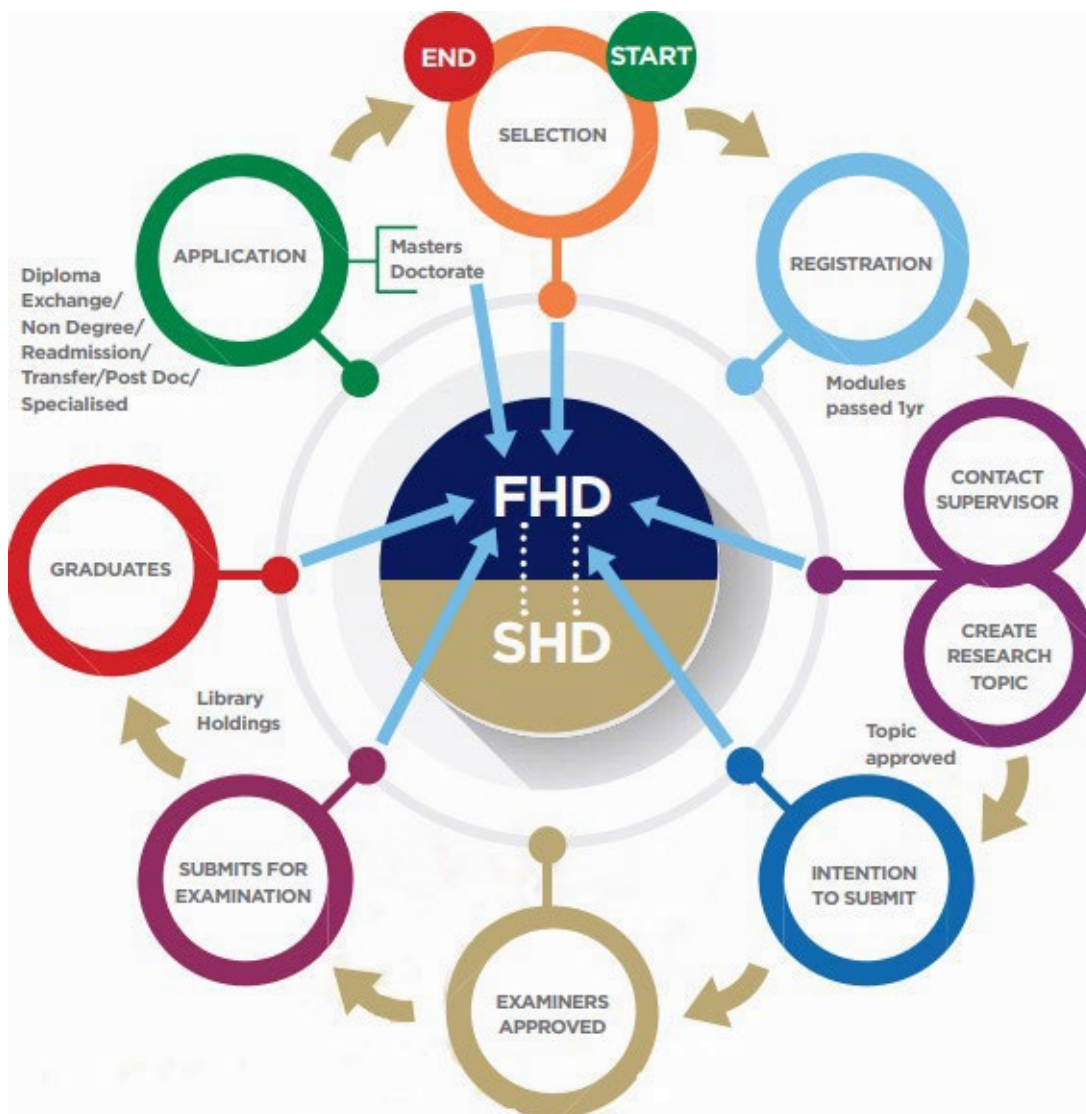 END
START
SELECTION
APPLICATION
Masters
Doctorate
REGISTRATION
Diploma
Exchange/
Non Degree/
Readmission/
Transfer/Post Doc/
Specialised
Modules
passed 1yr
CONTACT
SUPERVISOR
FHD
GRADUATES
SHD
CREATE
RESEARCH
TOPIC
Library
Holdings
Topic
approved
SUBMITS FOR
EXAMINATION
INTENTION
TO SUBMIT
EXAMINERS
APPROVED